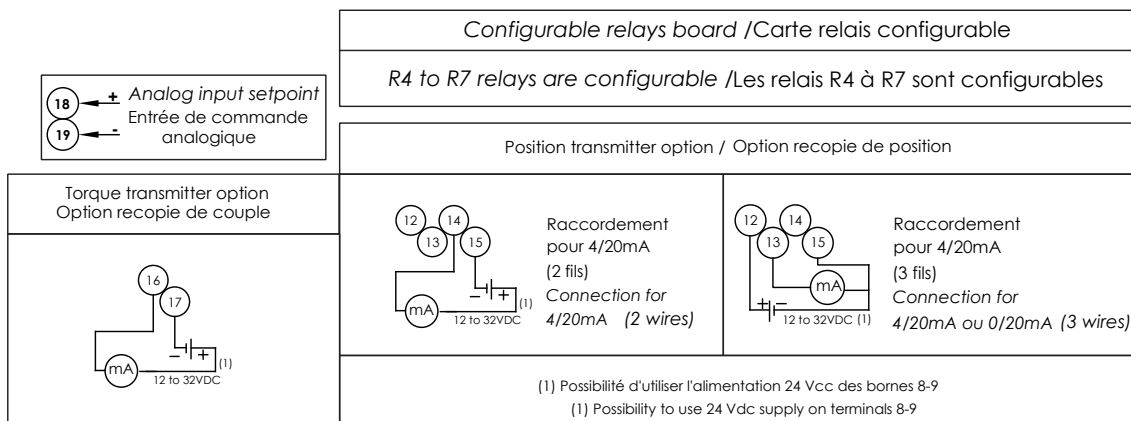 Configurable relays board /Carte relais configurable
R4 to R7 relays are configurable /Les relais R4 à R7 sont configurables
18 + Analog input setpoint
19 - Entrée de commande
analogique
Position transmitter option / Option recopie de position
Torque transmitter option
Option recopie de couple
16
17
mA
− +
(1)
12 to 32VDC
12
14
13
15
mA
− +
(1)
12 to 32VDC
Raccordement
pour 4/20mA
(2 fils)
Connection for
4/20mA (2 wires)
12
14
13
15
mA
+ −
12 to 32VDC (1)
Raccordement
pour 4/20mA
(3 fils)
Connection for
4/20mA ou 0/20mA (3 wires)
(1) Possibilité d'utiliser l'alimentation 24 Vcc des bornes 8-9
(1) Possibility to use 24 Vdc supply on terminals 8-9